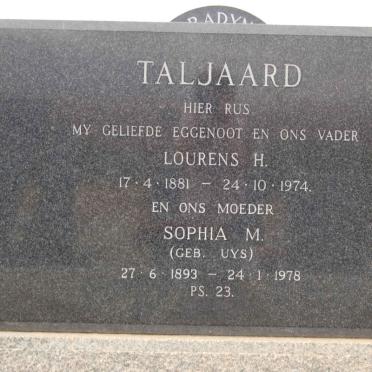 TALJAARD
HIER RUS
MY GELIEFDE EGGENOOT EN ONS VADER
LOURENS H.
17·4·1881 – 24·10·1974.
EN ONS MOEDER
SOPHIA M.
(GEB. UYS)
27·6·1893 – 24·1·1978
PS. 23.